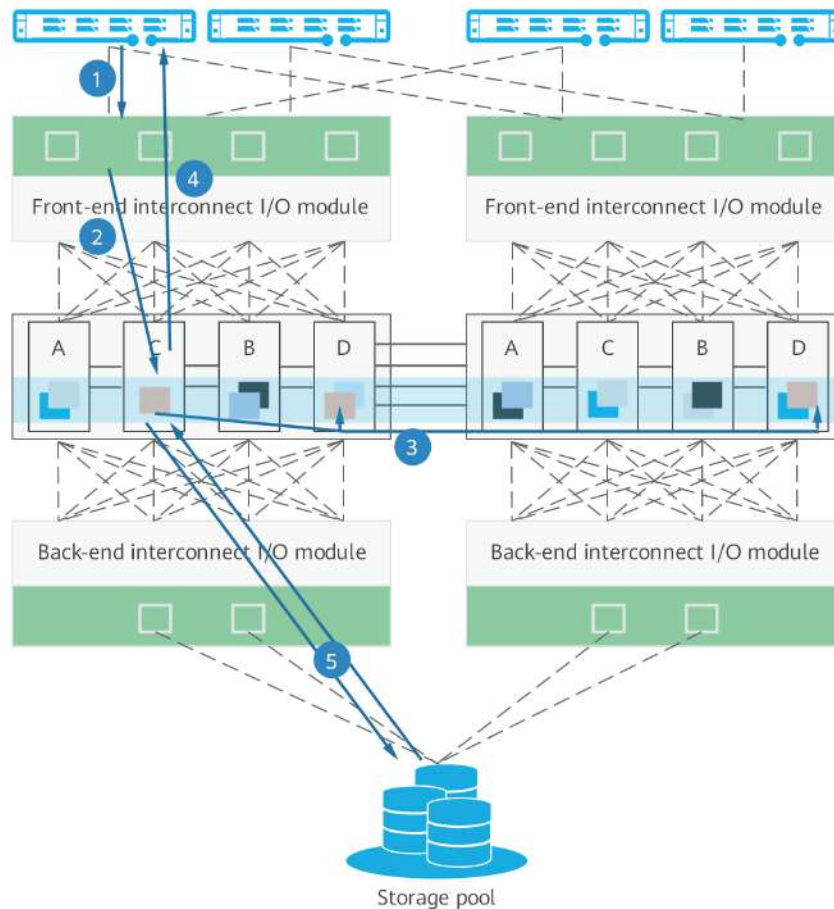 1
4
Front-end interconnect I/O module
Front-end interconnect I/O module
2
A
C
B
D
A
C
B
D
3
Back-end interconnect I/O module
Back-end interconnect I/O module
5
Storage pool